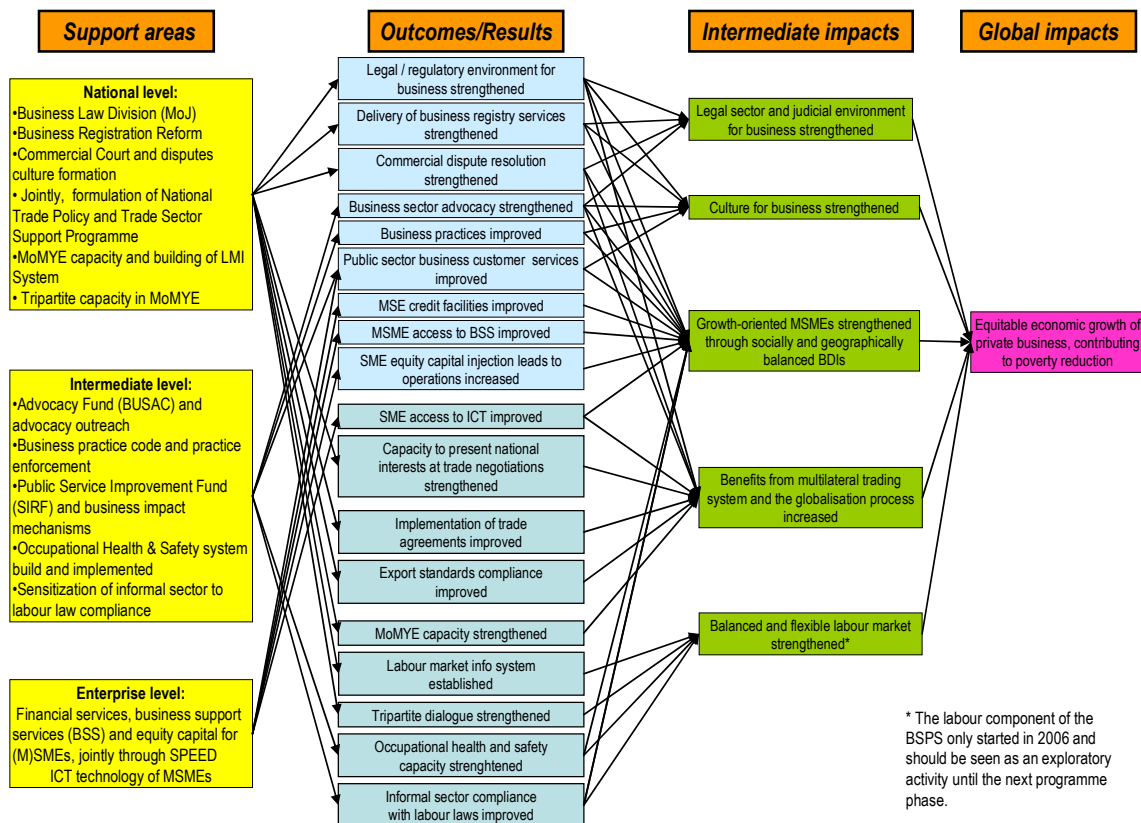 Support areas
Outcomes/Results
Intermediate impacts
Global impacts
National level:
•Business Law Division (MoJ)
•Business Registration Reform
•Commercial Court and disputes
culture formation
• Jointly, formulation of National
Trade Policy and Trade Sector
Support Programme
•MoMYE capacity and building of LMI
System
• Tripartite capacity in MoMYE
Intermediate level:
•Advocacy Fund (BUSAC) and
advocacy outreach
•Business practice code and practice
enforcement
•Public Service Improvement Fund
(SIRF) and business impact
mechanisms
•Occupational Health & Safety system
build and implemented
•Sensitization of informal sector to
labour law compliance
Enterprise level:
Financial services, business support
services (BSS) and equity capital for
(M)SMEs, jointly through SPEED
ICT technology of MSMEs
Legal / regulatory environment for
business strengthened
Delivery of business registry services
strengthened
Commercial dispute resolution
strengthened
Business sector advocacy strengthened
Business practices improved
Public sector business customer services
improved
MSE credit facilities improved
MSME access to BSS improved
SME equity capital injection leads to
operations increased
SME access to ICT improved
Capacity to present national
interests at trade negotiations
strengthened
Implementation of trade
agreements improved
Export standards compliance
improved
MoMYE capacity strengthened
Labour market info system
established
Tripartite dialogue strengthened
Occupational health and safety
capacity strenghtened
Informal sector compliance
with labour laws improved
Legal sector and judicial environment
for business strengthened
Culture for business strengthened
Growth-oriented MSMEs strengthened
through socially and geographically
balanced BDIs
Benefits from multilateral trading
system and the globalisation process
increased
Balanced and flexible labour market
strengthened*
Equitable economic growth of
private business, contributing
to poverty reduction
* The labour component of the
BSPS only started in 2006 and
should be seen as an exploratory
activity until the next programme
phase.